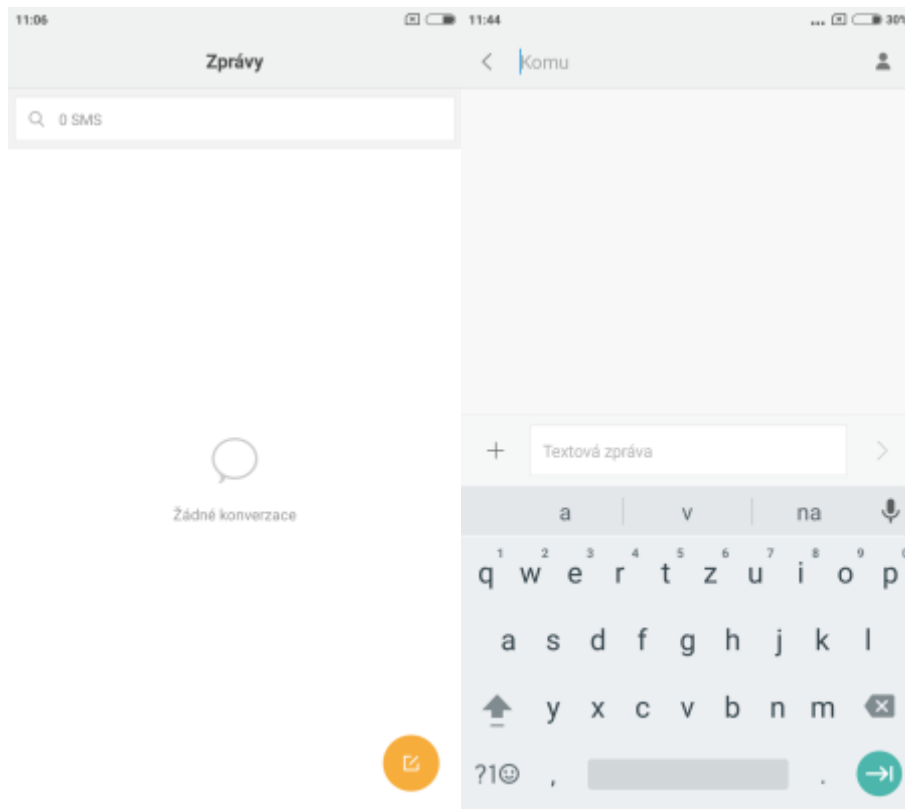 11:06
Zprávy
0 SMS
Žádné konverzace
11:44
... 30%
Komu
Textová zpráva
a v na
1 2 3 4 5 6 7 8 9 0
q w e r t z u i o p
a s d f g h j k l
y x c v b n m
?1☺ , .